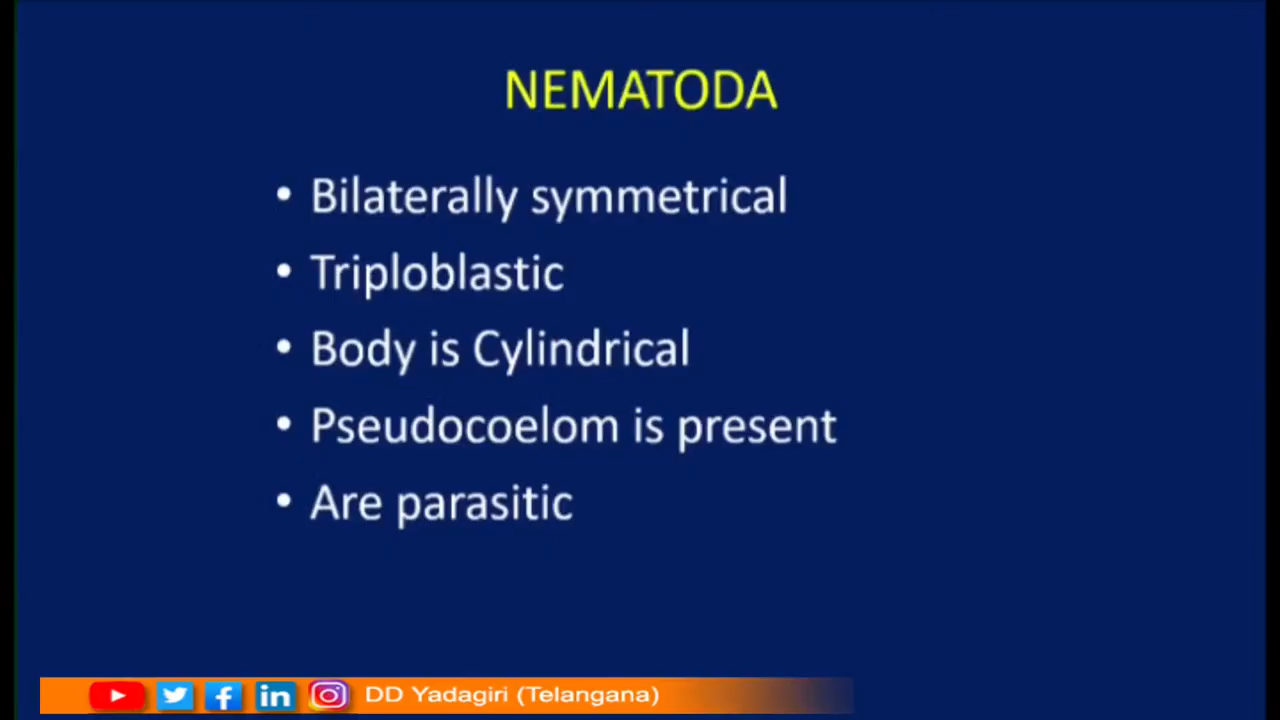 NEMATODA
• Bilaterally symmetrical
• Triploblastic
• Body is Cylindrical
• Pseudocoelom is present
• Are parasitic
DD Yadagiri (Telangana)